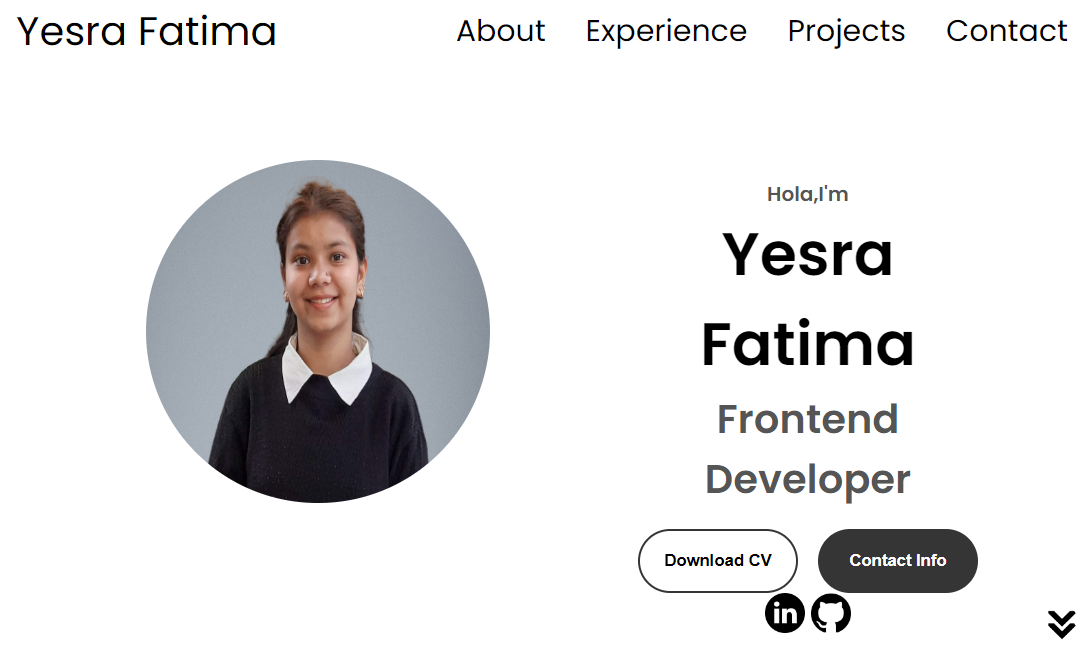 Yesra Fatima
About Experience Projects Contact
Hola,I'm
Yesra
Fatima
Frontend
Developer
Download CV
Contact Info
in